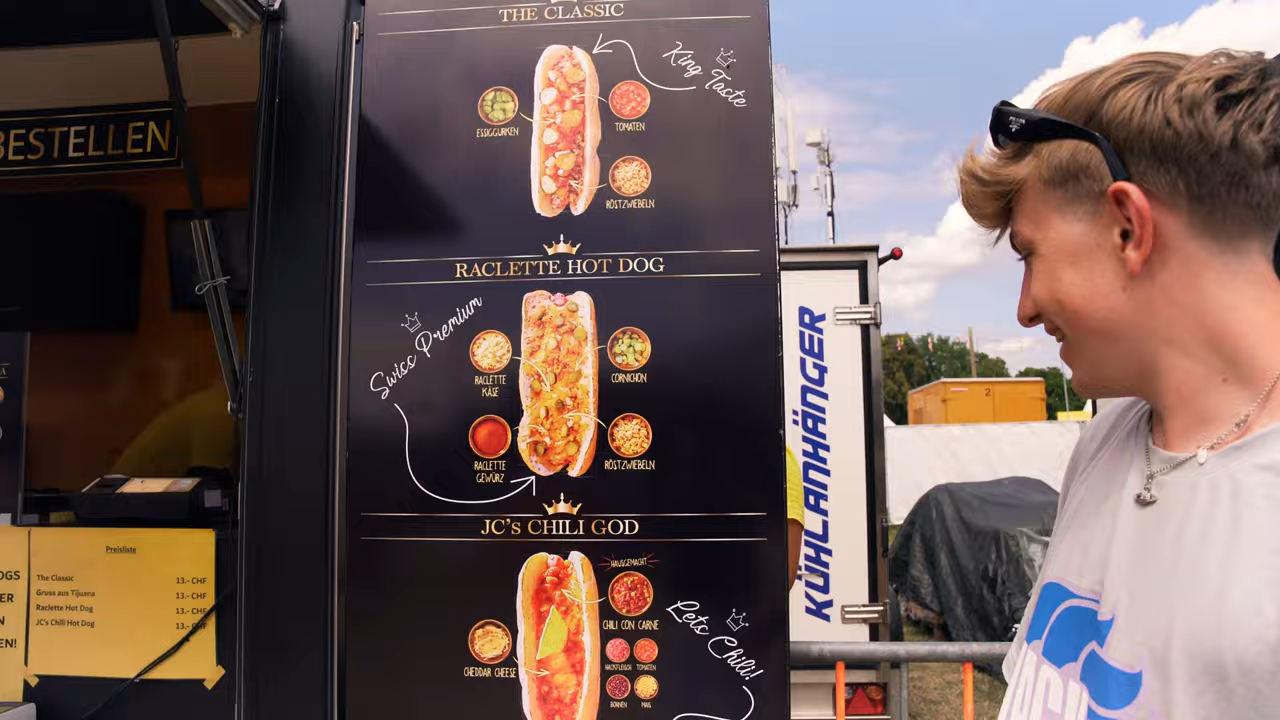 BESTELLEN
THE CLASSIC
King Taste
ESSIGGURKEN
TOMATEN
RÖSTZWIEBELN
RACLETTE HOT DOG
Swiss Premium
RACLETTE
KÄSE
CORNICHON
RACLETTE
GEWÜRZ
RÖSTZWIEBELN
JC's CHILI GOD
HAUSGEMACHT
CHILI CON CARNE
Lets Chili!
CHEDDAR CHEESE
HACKFLEISCH
TOMATEN
BOHNEN
MAIS
Preisliste
The Classic 13.- CHF
Gruss aus Tijuana 13.- CHF
Raclette Hot Dog 13.- CHF
JC's Chili Hot Dog 13.- CHF
KÜHLANHÄNGER
2
PRADA